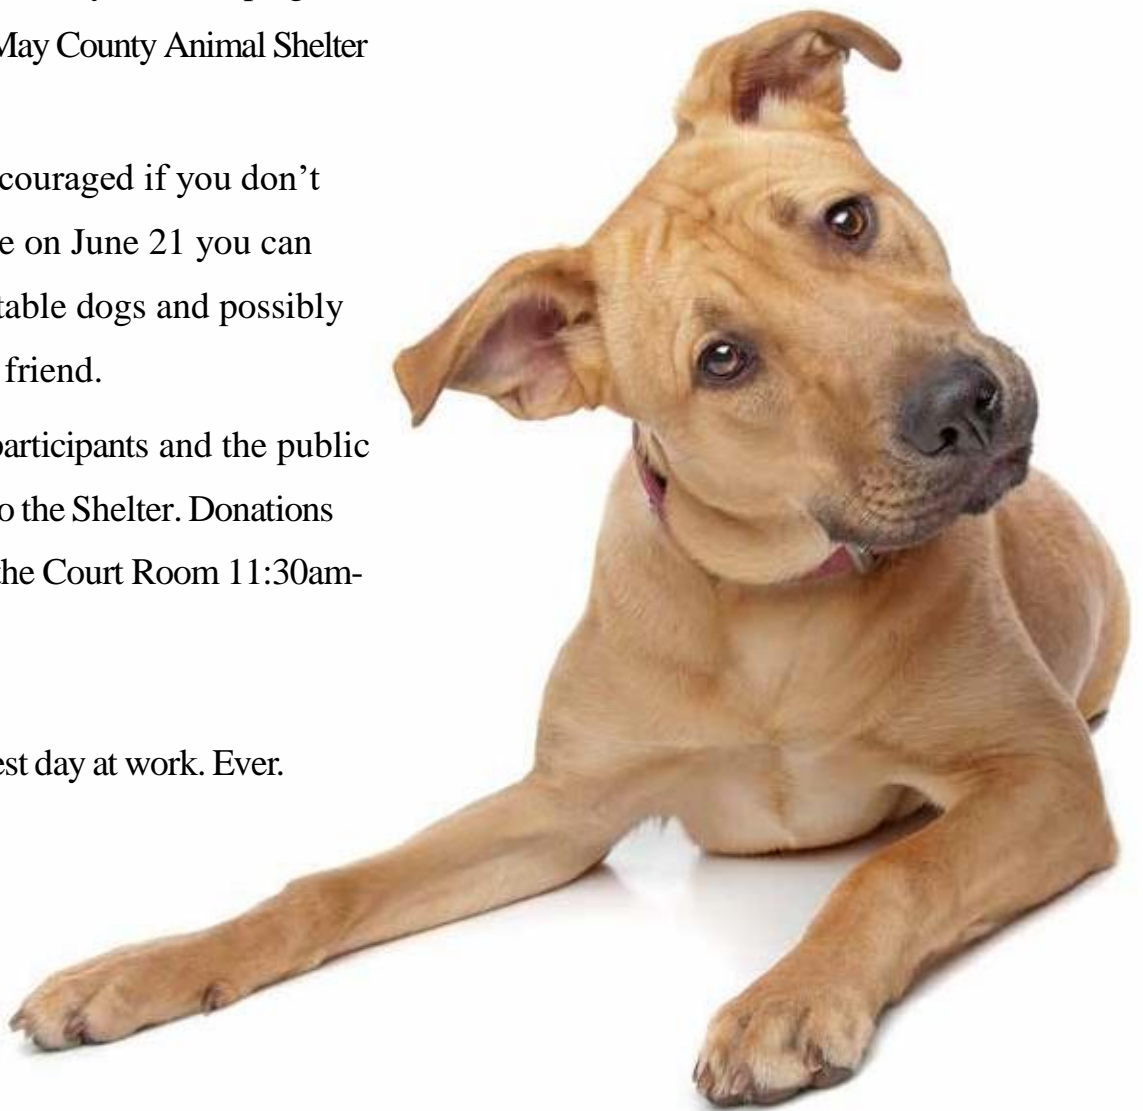 May County Animal Shelter
couraged if you don’t
e on June 21 you can
table dogs and possibly
friend.
articipants and the public
o the Shelter. Donations
he Court Room 11:30am-
est day at work. Ever.